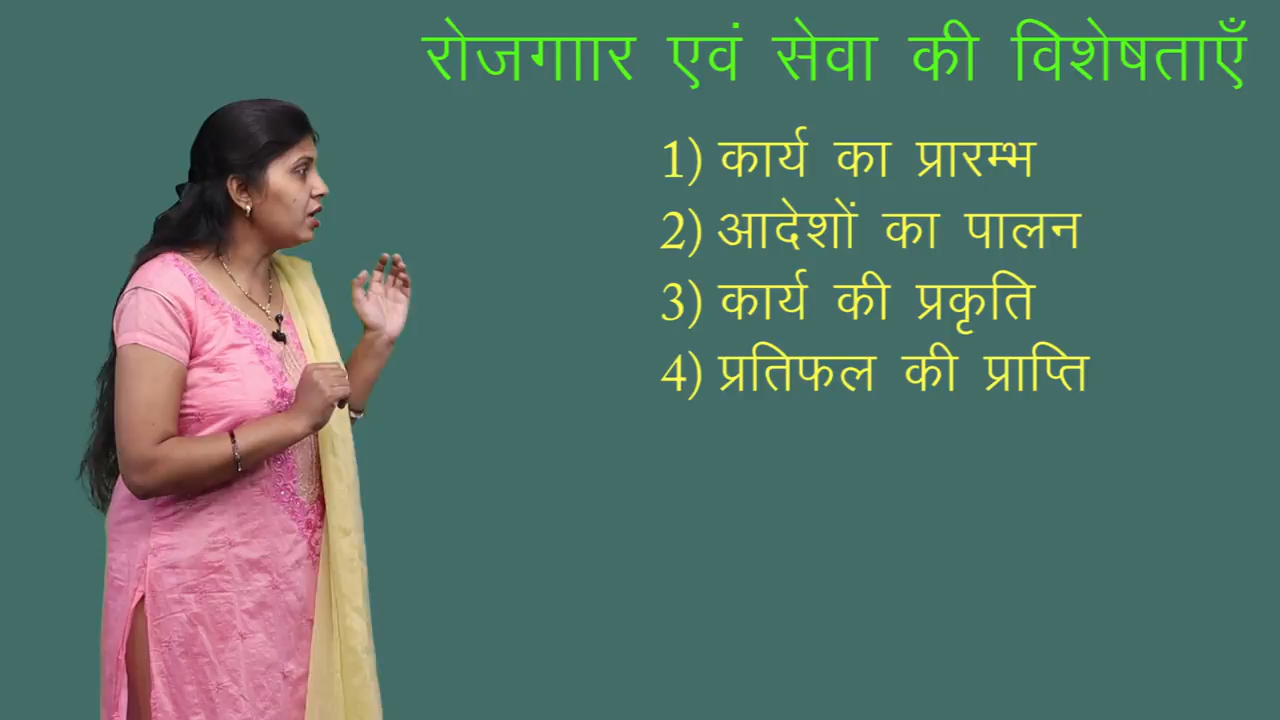 रोजगाार एवं सेवा की विशेषताएँ
1) कार्य का प्रारम्भ
2) आदेशों का पालन
3) कार्य की प्रकृति
4) प्रतिफल की प्राप्ति